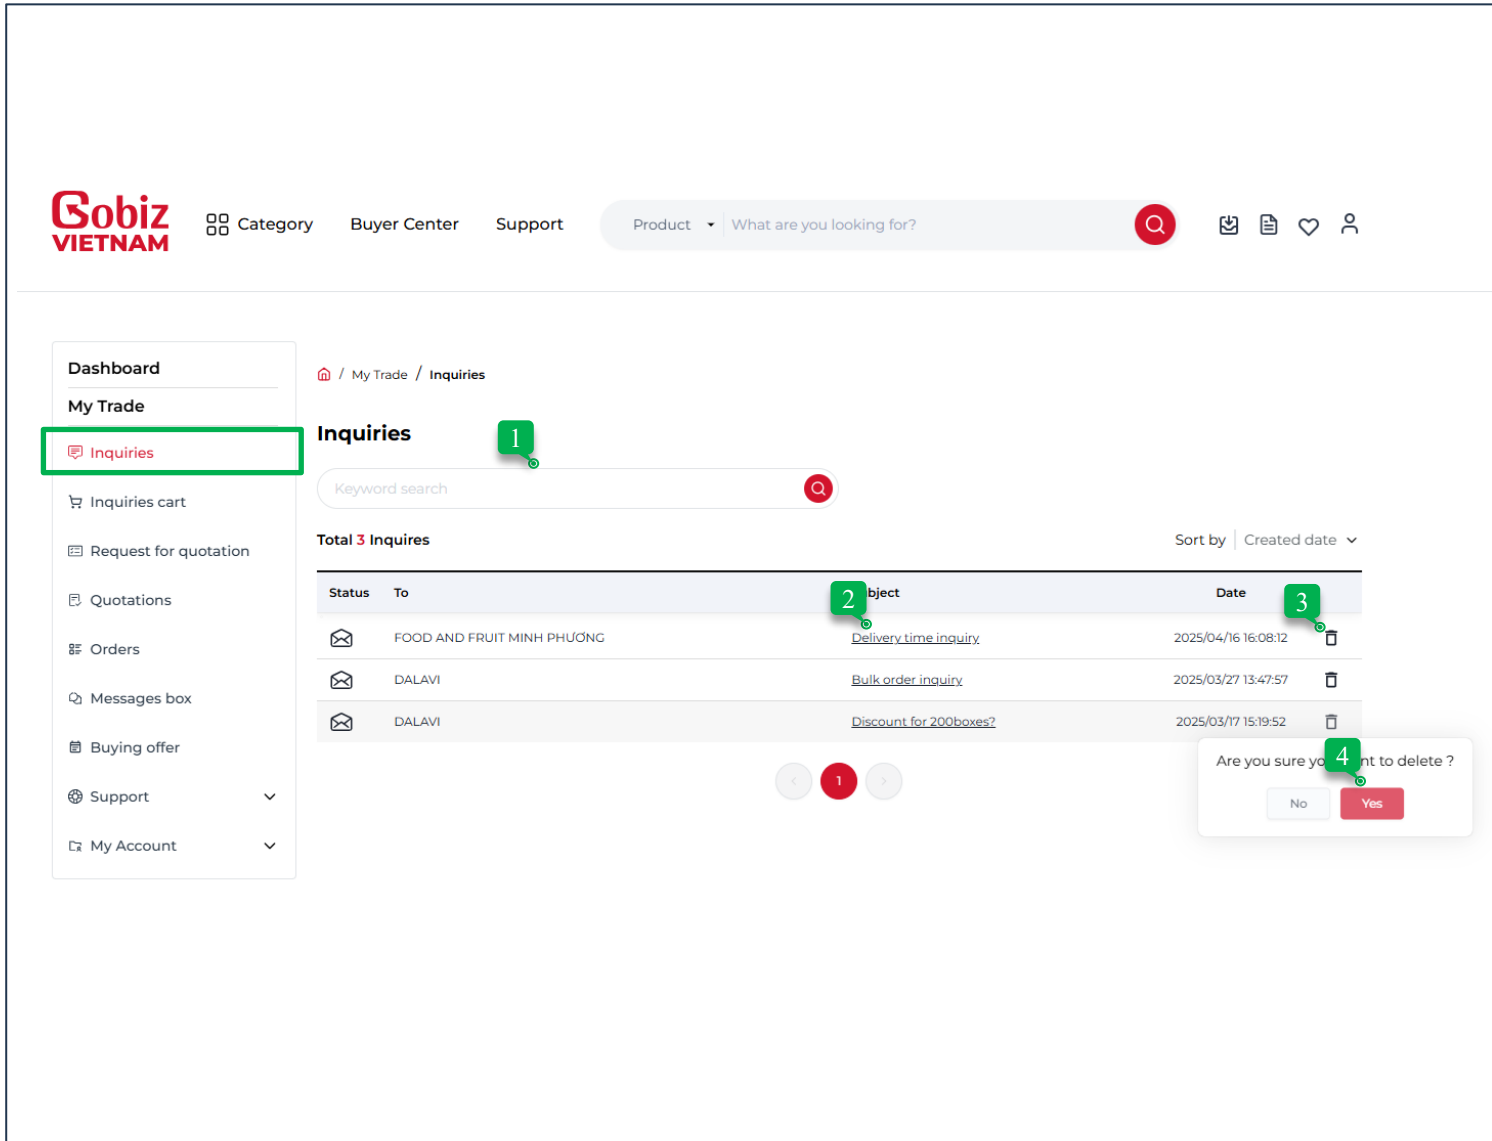 Gobiz
VIETNAM
Category Buyer Center Support Product What are you looking for?
Dashboard
My Trade
Inquiries
Inquiries cart
Request for quotation
Quotations
Orders
Messages box
Buying offer
Support
My Account
/ My Trade / Inquiries
Inquiries
1
Keyword search
Total 3 Inquires
Sort by Created date
Status To 2 bject Date 3
FOOD AND FRUIT MINH PHƯƠNG Delivery time inquiry 2025/04/16 16:08:12
DALAVI Bulk order inquiry 2025/03/27 13:47:57
DALAVI Discount for 200boxes? 2025/03/17 15:19:52
1
Are you sure yo 4 nt to delete ?
No Yes